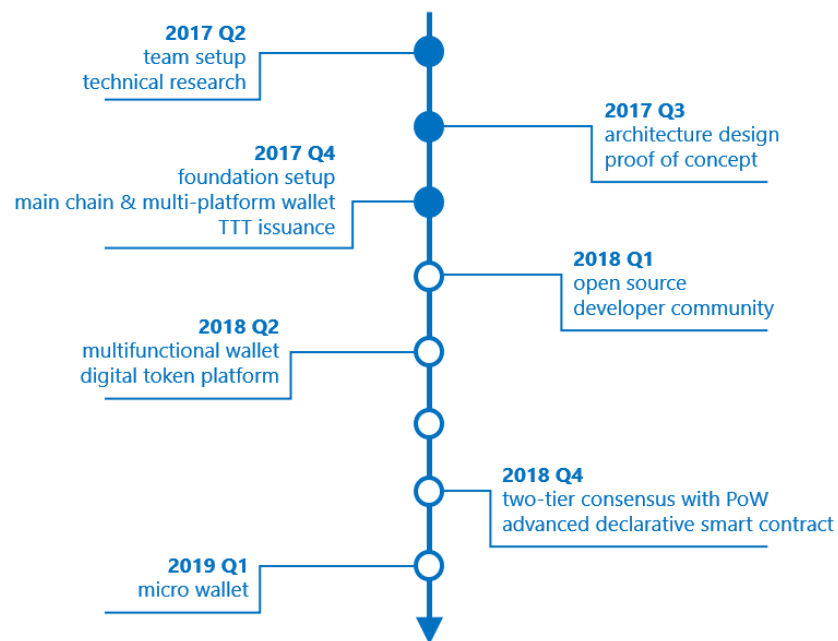 2017 Q2
team setup
technical research
2017 Q3
architecture design
proof of concept
2017 Q4
foundation setup
main chain & multi-platform wallet
TTT issuance
2018 Q1
open source
developer community
2018 Q2
multifunctional wallet
digital token platform
2018 Q4
two-tier consensus with PoW
advanced declarative smart contract
2019 Q1
micro wallet